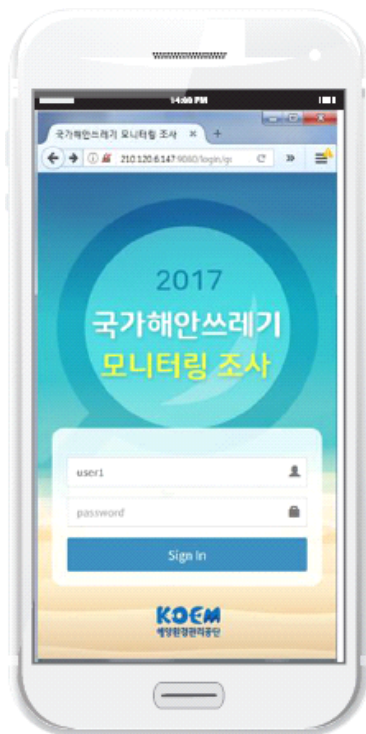 14:00 PM
국가해안쓰레기 모니터링 조사 × +
210.120.6.147:9080/login/g
2017
국가해안쓰레기
모니터링 조사
user1
password
Sign In
KOEM
해양환경관리공단